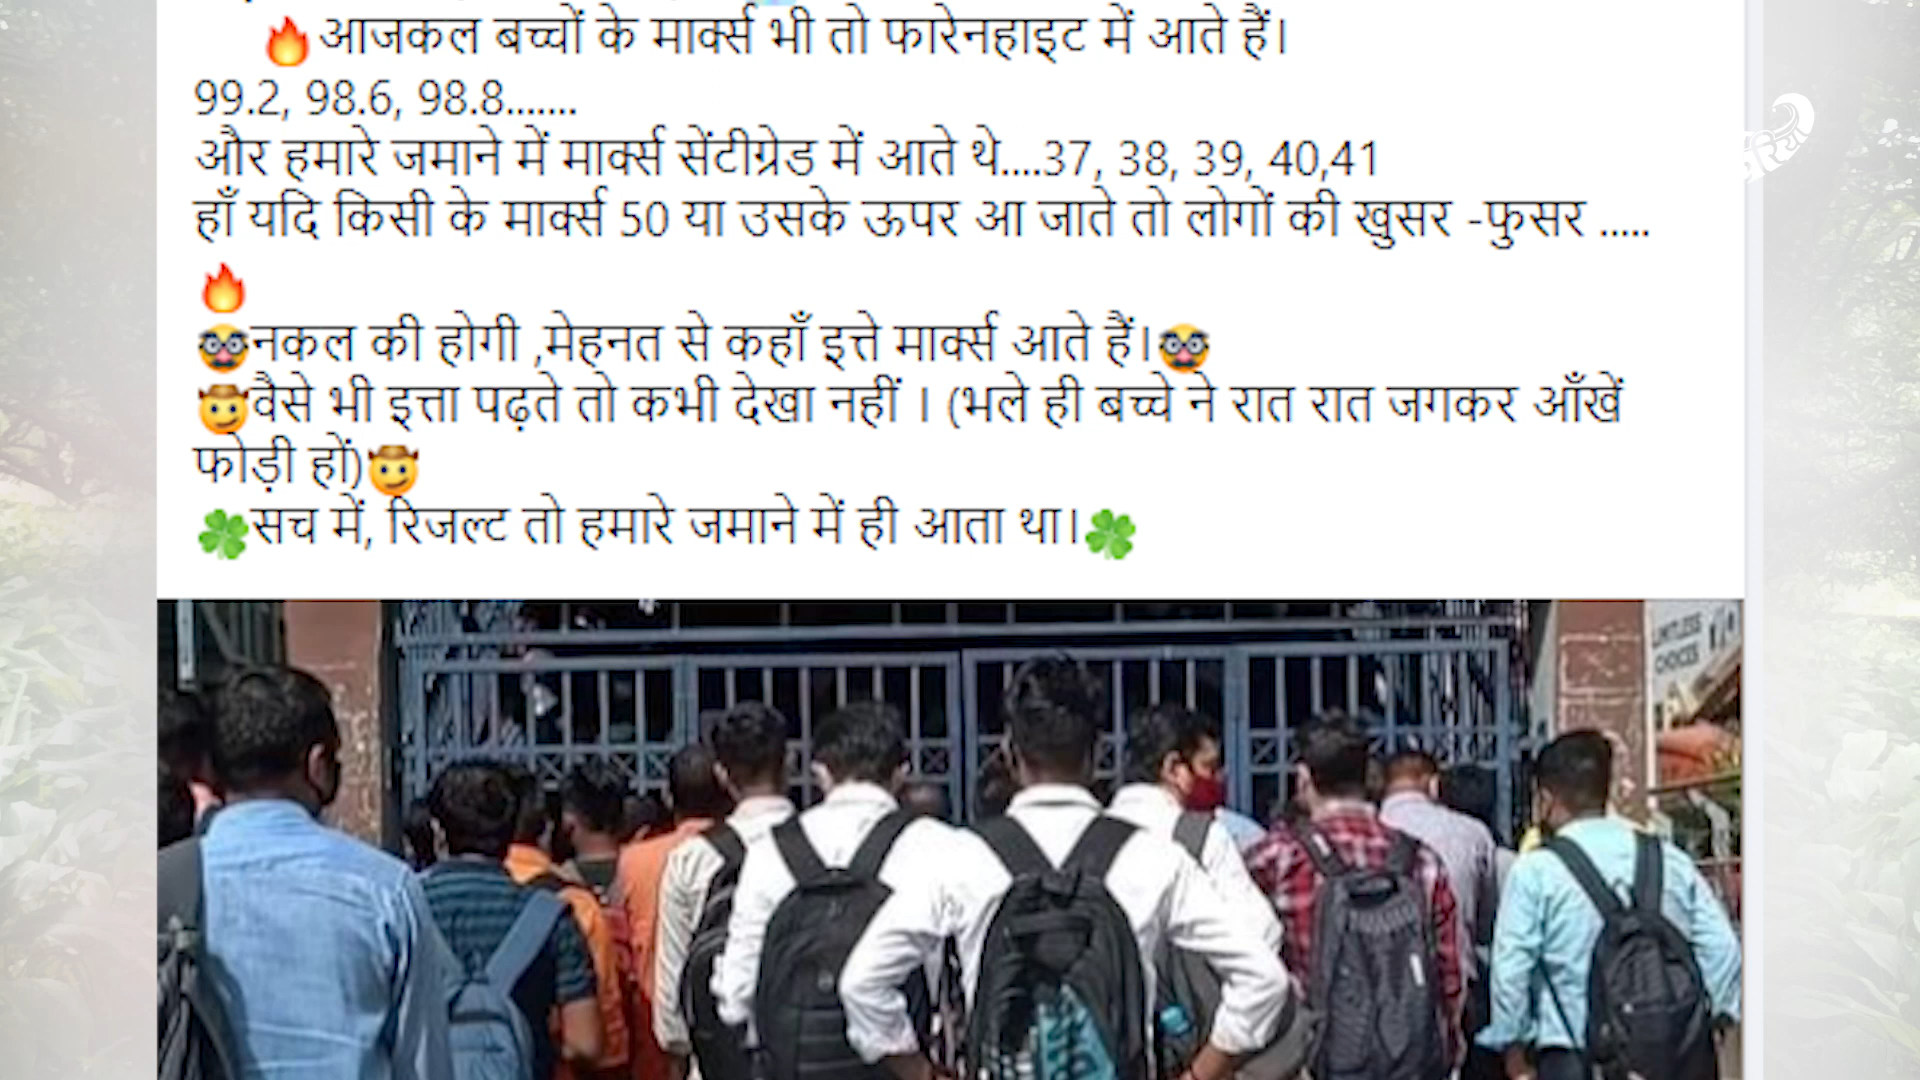 🔥आजकल बच्चों के मार्क्स भी तो फारेनहाइट में आते हैं।
99.2, 98.6, 98.8.......
और हमारे जमाने में मार्क्स सेंटीग्रेड में आते थे....37, 38, 39, 40,41
हाँ यदि किसी के मार्क्स 50 या उसके ऊपर आ जाते तो लोगों की खुसर -फुसर .....
🔥
🥸नकल की होगी ,मेहनत से कहाँ इत्ते मार्क्स आते हैं।🥸
🤠वैसे भी इत्ता पढ़ते तो कभी देखा नहीं । (भले ही बच्चे ने रात रात जगकर आँखें
फोड़ी हों)🤠
🍀सच में, रिजल्ट तो हमारे जमाने में ही आता था।🍀
LIMITLESS
CHOICES